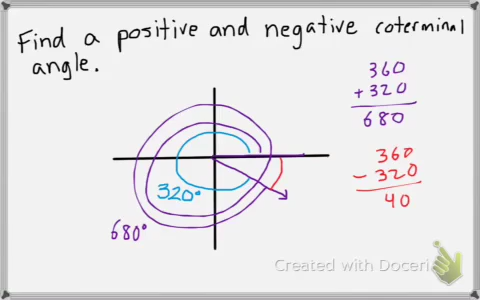 Find a positive and negative coterminal
angle.
360
+320
680
360
- 320
40
320°
680°
Created with Doceri